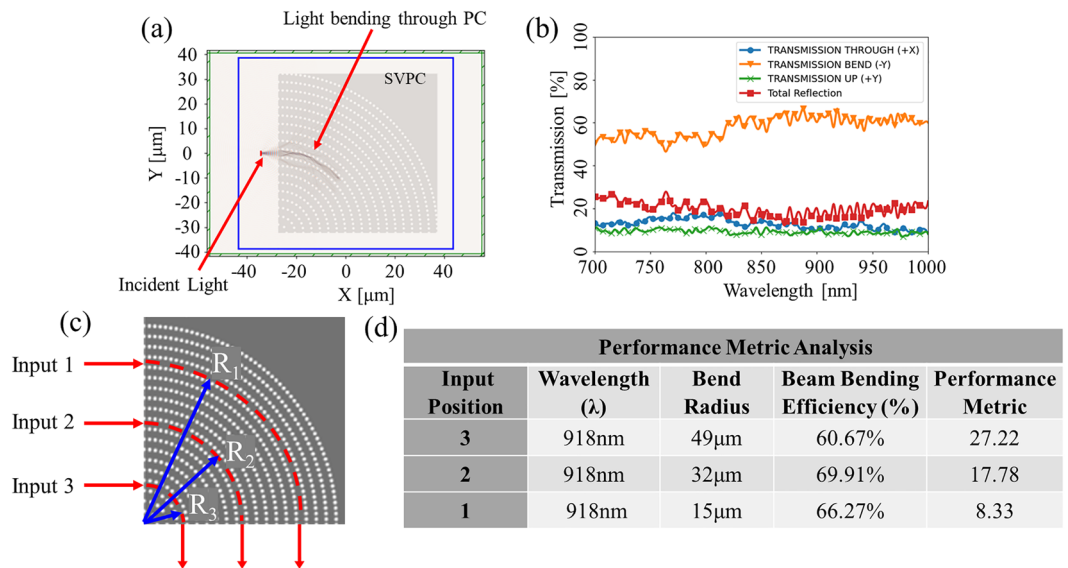 (a)
Light bending through PC
SVPC
40
30
20
10
0
-10
-20
-30
-40
Y [μm]
-40 -20 0 20 40
X [μm]
Incident Light
(b)
100
80
60
40
20
0
Transmission [%]
TRANSMISSION THROUGH (+X)
TRANSMISSION BEND (-Y)
TRANSMISSION UP (+Y)
Total Reflection
700 750 800 850 900 950 1000
Wavelength [nm]
(c)
Input 1
Input 2
Input 3
R1
R2
R3
(d)
Performance Metric Analysis
Input Position Wavelength (λ) Bend Radius Beam Bending Efficiency (%) Performance Metric
3 918nm 49μm 60.67% 27.22
2 918nm 32μm 69.91% 17.78
1 918nm 15μm 66.27% 8.33